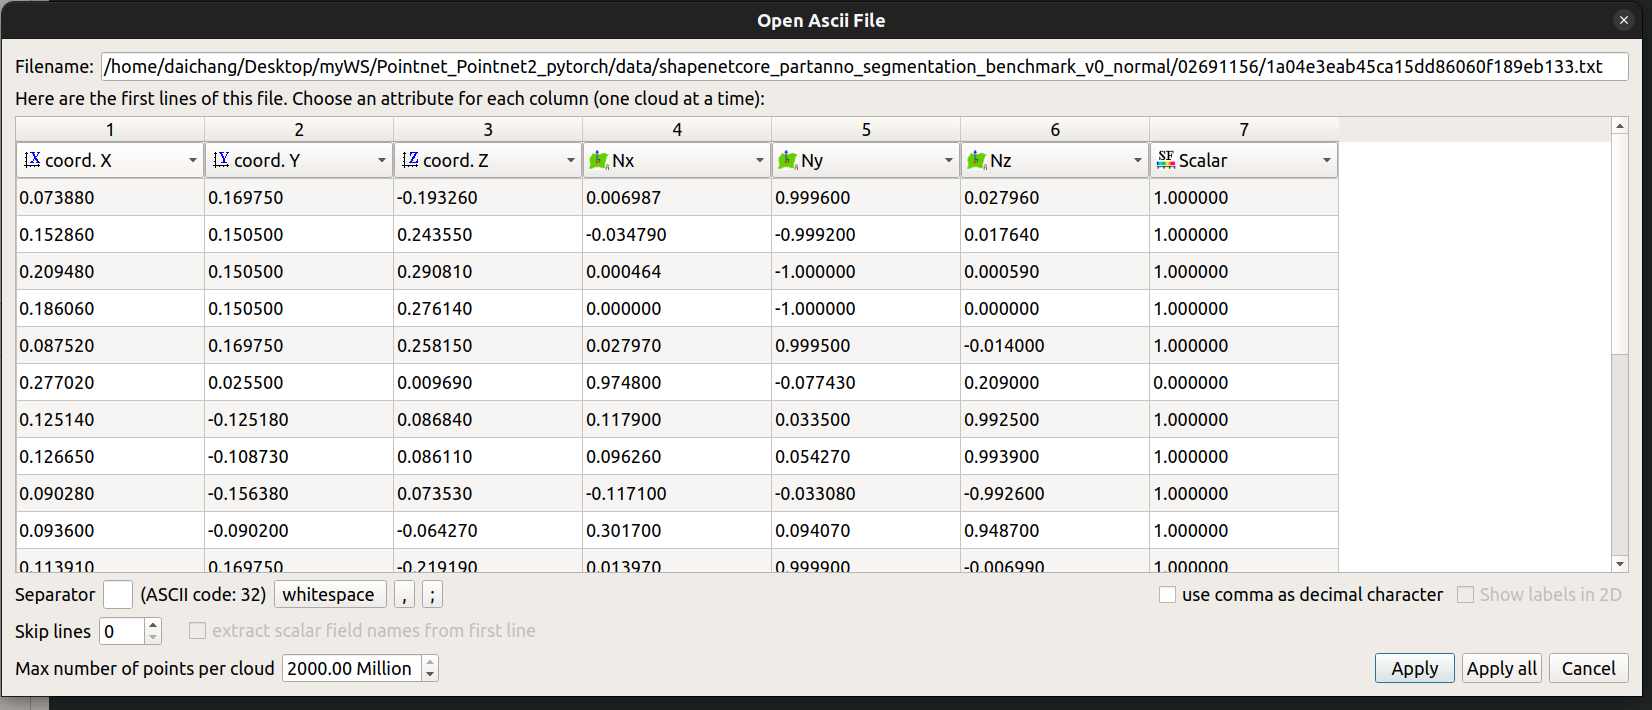 Open Ascii File
Filename: /home/daichang/Desktop/myWS/Pointnet_Pointnet2_pytorch/data/shapenetcore_partanno_segmentation_benchmark_v0_normal/02691156/1a04e3eab45ca15dd86060f189eb133.txt
Here are the first lines of this file. Choose an attribute for each column (one cloud at a time):
1 2 3 4 5 6 7
X coord. X Y coord. Y Z coord. Z Nx Ny Nz SF Scalar
0.073880 0.169750 -0.193260 0.006987 0.999600 0.027960 1.000000
0.152860 0.150500 0.243550 -0.034790 -0.999200 0.017640 1.000000
0.209480 0.150500 0.290810 0.000464 -1.000000 0.000590 1.000000
0.186060 0.150500 0.276140 0.000000 -1.000000 0.000000 1.000000
0.087520 0.169750 0.258150 0.027970 0.999500 -0.014000 1.000000
0.277020 0.025500 0.009690 0.974800 -0.077430 0.209000 0.000000
0.125140 -0.125180 0.086840 0.117900 0.033500 0.992500 1.000000
0.126650 -0.108730 0.086110 0.096260 0.054270 0.993900 1.000000
0.090280 -0.156380 0.073530 -0.117100 -0.033080 -0.992600 1.000000
0.093600 -0.090200 -0.064270 0.301700 0.094070 0.948700 1.000000
0.113910 0.169750 -0.219190 0.013970 0.999900 -0.006990 1.000000
Separator (ASCII code: 32) whitespace , ; use comma as decimal character Show labels in 2D
Skip lines 0 extract scalar field names from first line
Max number of points per cloud 2000.00 Million Apply Apply all Cancel